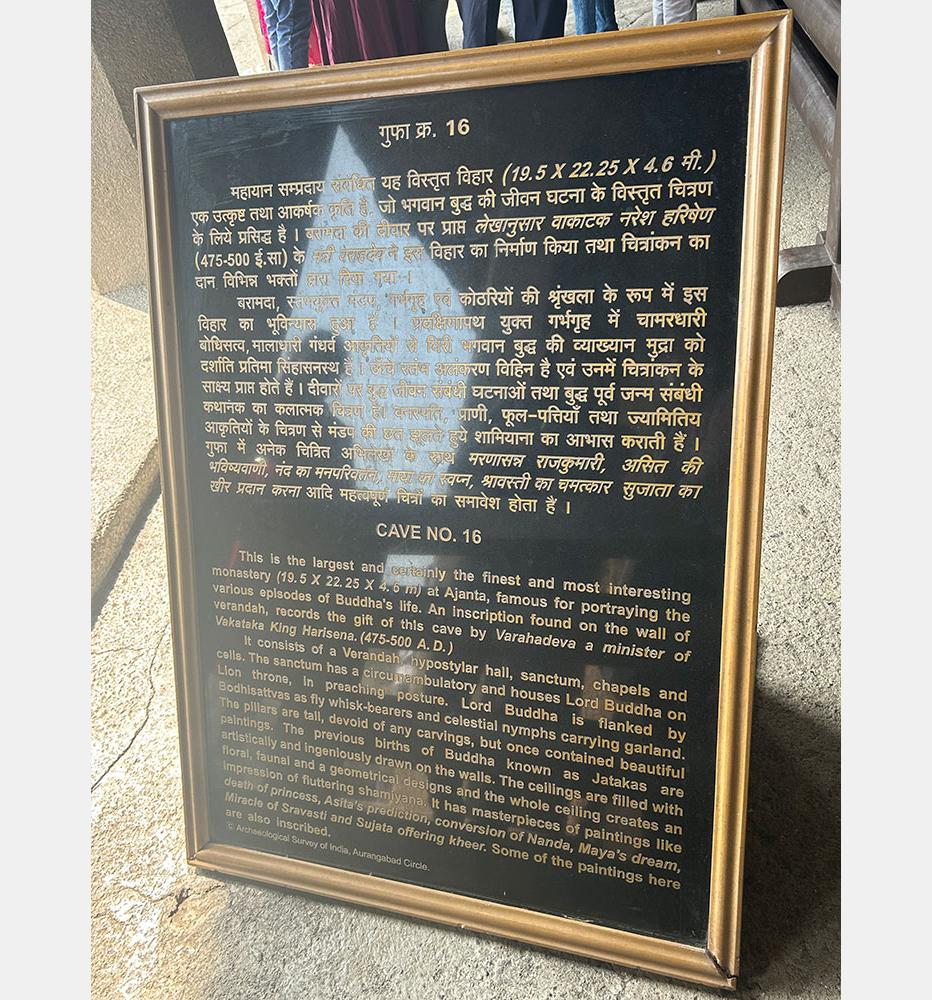 गुफा क्र. 16
महायान सम्प्रदाय संबंधित यह विस्तृत विहार (19.5 X 22.25 X 4.6 मी.)
एक उत्कृष्ट तथा आकर्षक कृति है, जो भगवान बुद्ध की जीवन घटना के विस्तृत चित्रण
के लिये प्रसिद्ध है । बरामदा की दीवार पर प्राप्त लेखानुसार वाकाटक नरेश हरिषेण
(475-500 इं.सा) के मंत्री वराहदेव ने इस विहार का निर्माण किया तथा चित्रांकन का
दान विभिन्न भक्तों द्वारा दिया गया ।
बरामदा, स्तंभयुक्त मंडप, गर्भगृह एवं कोठरियों की श्रृंखला के रूप में इस
विहार का भूविन्यास हुआ है । प्रदक्षिणापथ युक्त गर्भगृह में चामरधारी
बोधिसत्व, मालाधारी गंधर्व आकृतियों से घिरी भगवान बुद्ध की व्याख्यान मुद्रा को
दर्शाति प्रतिमा सिंहासनस्थ है । ऊँचे स्तंभ अलंकरण विहिन है एवं उनमें चित्रांकन के
साक्ष्य प्राप्त होते हैं । दीवारों पर बुद्ध जीवन संबंधी घटनाओं तथा बुद्ध पूर्व जन्म संबंधी
कथानंक का कलात्मक चित्रण है। वनस्पति, प्राणी, फूल-पत्तियाँ तथा ज्यामितिय
आकृतियों के चित्रण से मंडप की छत झूलते हुये शामियाना का आभास कराती हैं ।
गुफा में अनेक चित्रित अभिलेखों के साथ मरणासन्न राजकुमारी, असित की
भविष्यवाणी, नंद का मनपरिवर्तन, माया का स्वप्न, श्रावस्ती का चमत्कार सुजाता का
खीर प्रदान करना आदि महत्वपूर्ण चित्रों का समावेश होता हैं ।
CAVE NO. 16
This is the largest and certainly the finest and most interesting
monastery (19.5 X 22.25 X 4.6 m) at Ajanta, famous for portraying the
various episodes of Buddha's life. An inscription found on the wall of
verandah, records the gift of this cave by Varahadeva a minister of
Vakataka King Harisena. (475-500 A.D.)
It consists of a Verandah, hypostylar hall, sanctum, chapels and
cells. The sanctum has a circumambulatory and houses Lord Buddha on
Lion throne, in preaching posture. Lord Buddha is flanked by
Bodhisattvas as fly whisk-bearers and celestial nymphs carrying garland.
The pillars are tall, devoid of any carvings, but once contained beautiful
paintings. The previous births of Buddha known as Jatakas are
artistically and ingeniously drawn on the walls. The ceilings are filled with
floral, faunal and a geometrical designs and the whole ceiling creates an
impression of fluttering shamiyana. It has masterpieces of paintings like
death of princess, Asita's prediction, conversion of Nanda, Maya's dream,
Miracle of Sravasti and Sujata offering kheer. Some of the paintings here
are also inscribed.
© Archaeological Survey of India, Aurangabad Circle.